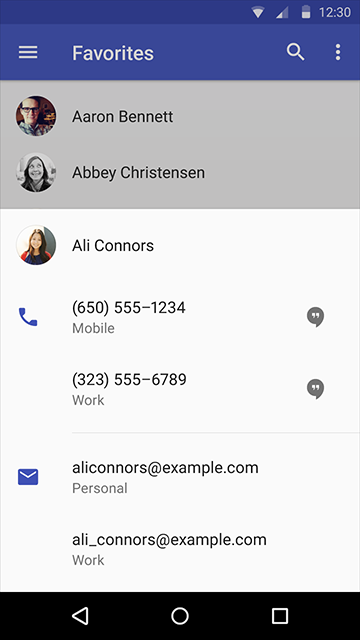 12:30
Favorites
Aaron Bennett
Abbey Christensen
Ali Connors
(650) 555–1234
Mobile
(323) 555–6789
Work
aliconnors@example.com
Personal
ali_connors@example.com
Work